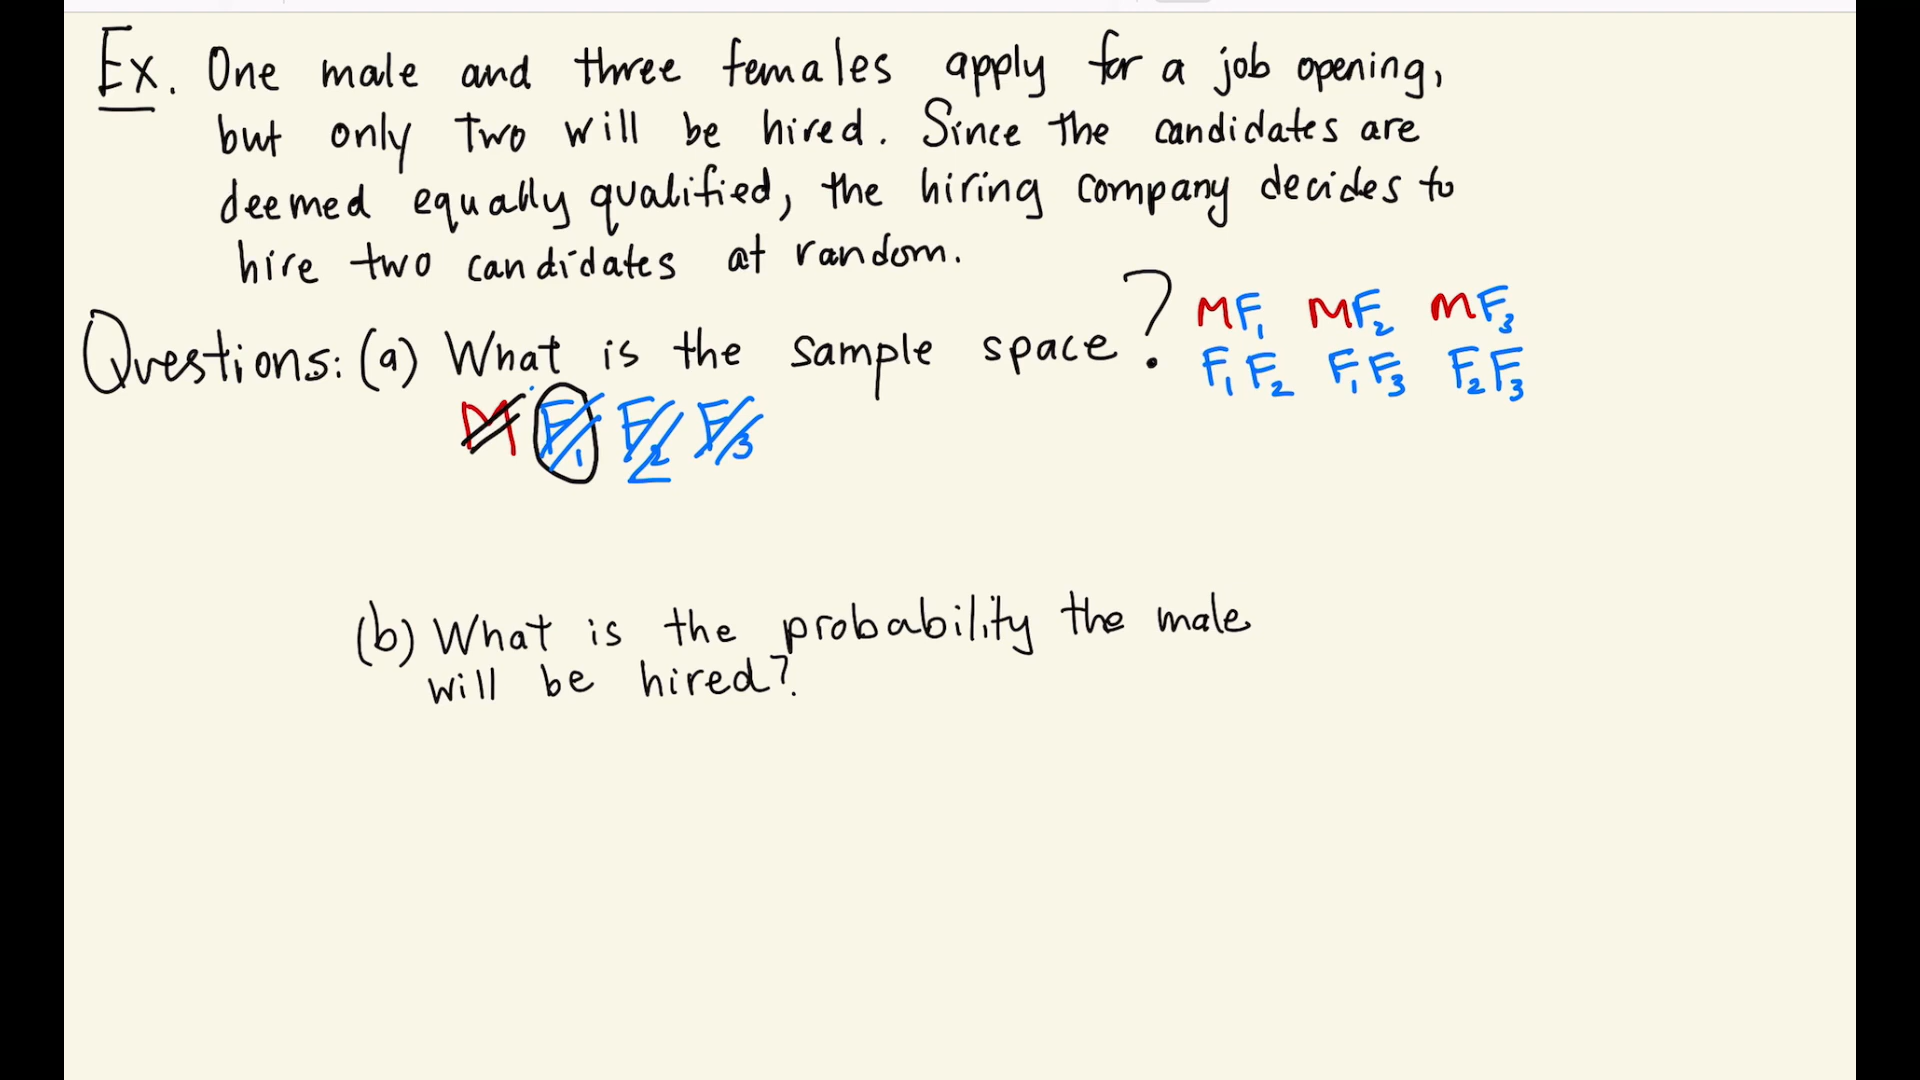 Ex. One male and three females apply for a job opening,
but only two will be hired. Since the candidates are
deemed equally qualified, the hiring company decides to
hire two candidates at random.
Questions: (a) What is the sample space?
MF₁ MF₂ MF₃
F₁F₂ F₁F₃ F₂F₃
M F₁ F₂ F₃
(b) What is the probability the male
will be hired?